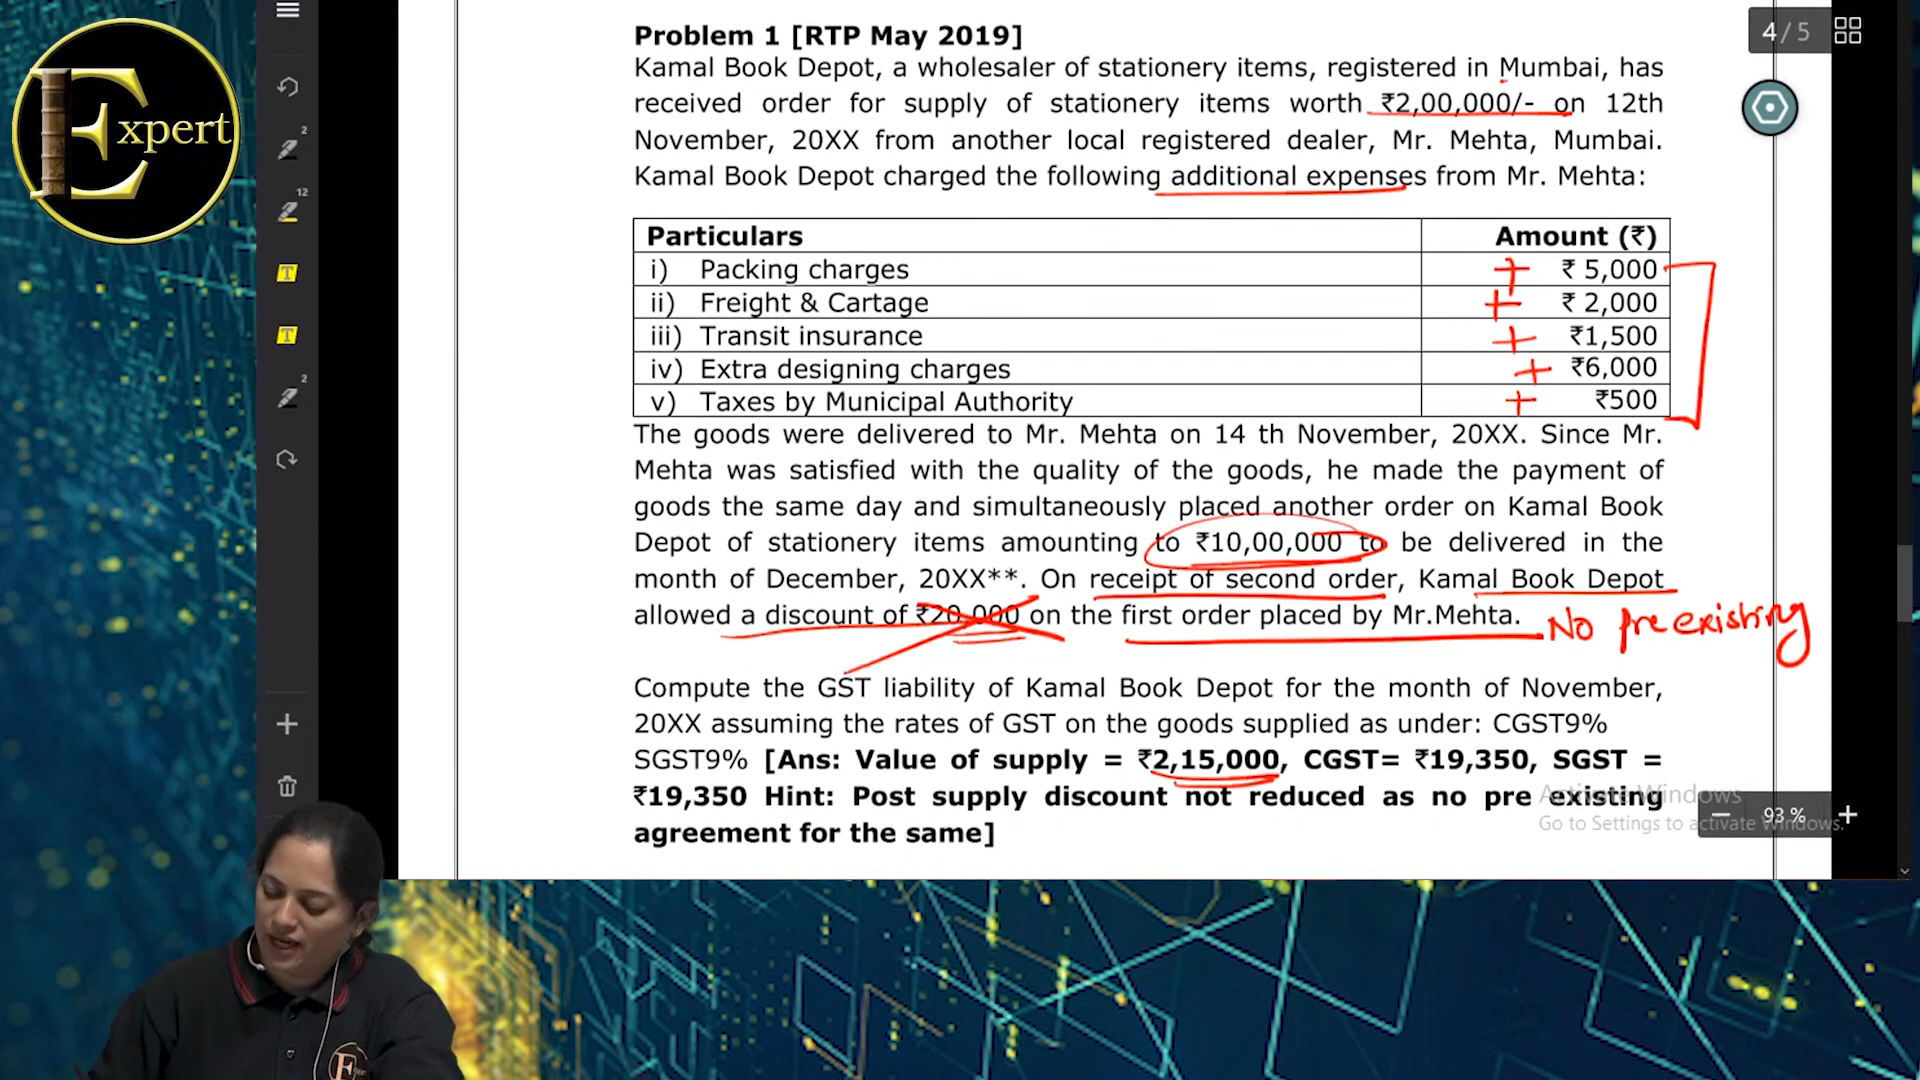 Expert
Problem 1 [RTP May 2019]
4 / 5
Kamal Book Depot, a wholesaler of stationery items, registered in Mumbai, has
received order for supply of stationery items worth ₹2,00,000/- on 12th
November, 20XX from another local registered dealer, Mr. Mehta, Mumbai.
Kamal Book Depot charged the following additional expenses from Mr. Mehta:
Particulars Amount (₹)
i) Packing charges + ₹ 5,000
ii) Freight & Cartage + ₹ 2,000
iii) Transit insurance + ₹1,500
iv) Extra designing charges + ₹6,000
v) Taxes by Municipal Authority + ₹500
The goods were delivered to Mr. Mehta on 14 th November, 20XX. Since Mr.
Mehta was satisfied with the quality of the goods, he made the payment of
goods the same day and simultaneously placed another order on Kamal Book
Depot of stationery items amounting to ₹10,00,000 to be delivered in the
month of December, 20XX**. On receipt of second order, Kamal Book Depot
allowed a discount of ₹20,000 on the first order placed by Mr.Mehta.
No pre existing
Compute the GST liability of Kamal Book Depot for the month of November,
20XX assuming the rates of GST on the goods supplied as under: CGST9%
SGST9% [Ans: Value of supply = ₹2,15,000, CGST= ₹19,350, SGST =
₹19,350 Hint: Post supply discount not reduced as no pre existing
agreement for the same]
Activate Windows
Go to Settings to activate Windows.
93 %
2
12
T
T
2
E